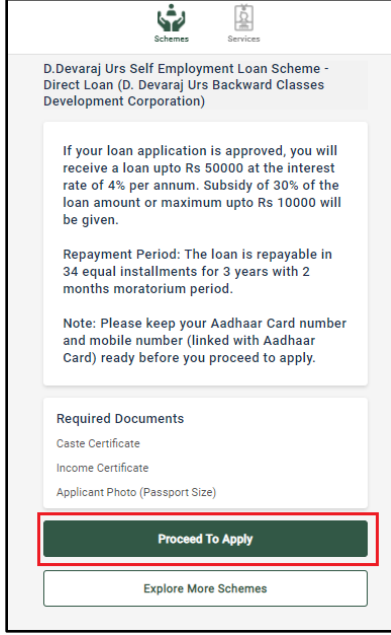 Schemes
Services
D.Devaraj Urs Self Employment Loan Scheme -
Direct Loan (D. Devaraj Urs Backward Classes
Development Corporation)
If your loan application is approved, you will
receive a loan upto Rs 50000 at the interest
rate of 4% per annum. Subsidy of 30% of the
loan amount or maximum upto Rs 10000 will
be given.
Repayment Period: The loan is repayable in
34 equal installments for 3 years with 2
months moratorium period.
Note: Please keep your Aadhaar Card number
and mobile number (linked with Aadhaar
Card) ready before you proceed to apply.
Required Documents
Caste Certificate
Income Certificate
Applicant Photo (Passport Size)
Proceed To Apply
Explore More Schemes